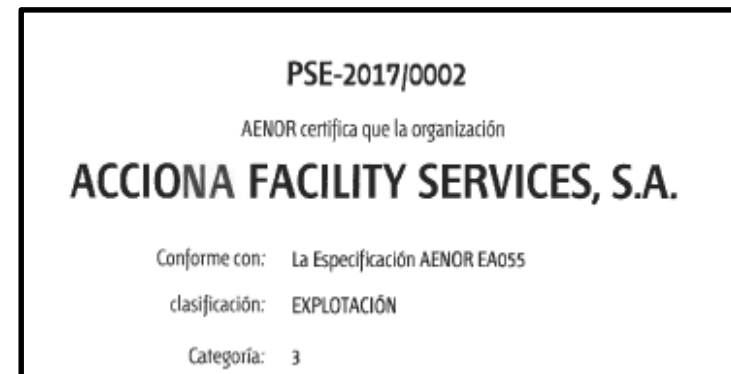 PSE-2017/0002
AENOR certifica que la organización
ACCIONA FACILITY SERVICES, S.A.
Conforme con: La Especificación AENOR EA055
clasificación: EXPLOTACIÓN
Categoría: 3